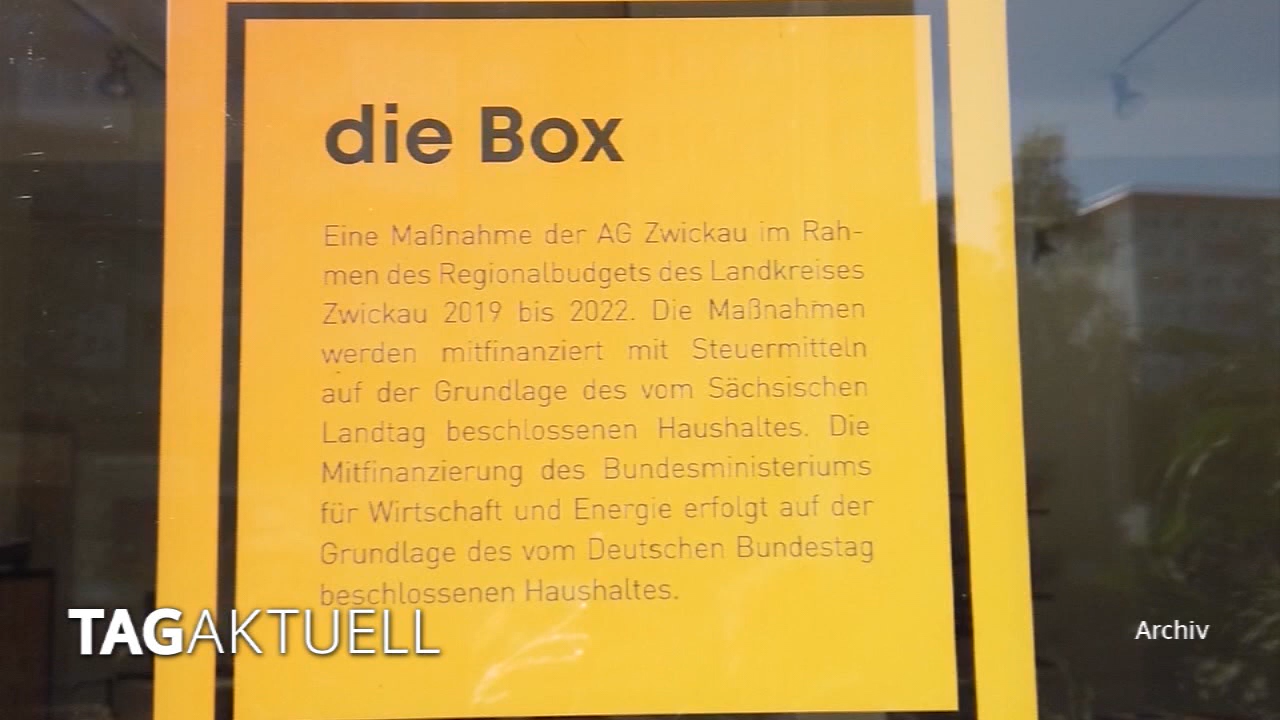 die Box
Eine Maßnahme der AG Zwickau im Rah-
men des Regionalbudgets des Landkreises
Zwickau 2019 bis 2022. Die Maßnahmen
werden mitfinanziert mit Steuermitteln
auf der Grundlage des vom Sächsischen
Landtag beschlossenen Haushaltes. Die
Mitfinanzierung des Bundesministeriums
für Wirtschaft und Energie erfolgt auf der
Grundlage des vom Deutschen Bundestag
beschlossenen Haushaltes.
TAGAKTUELL
Archiv